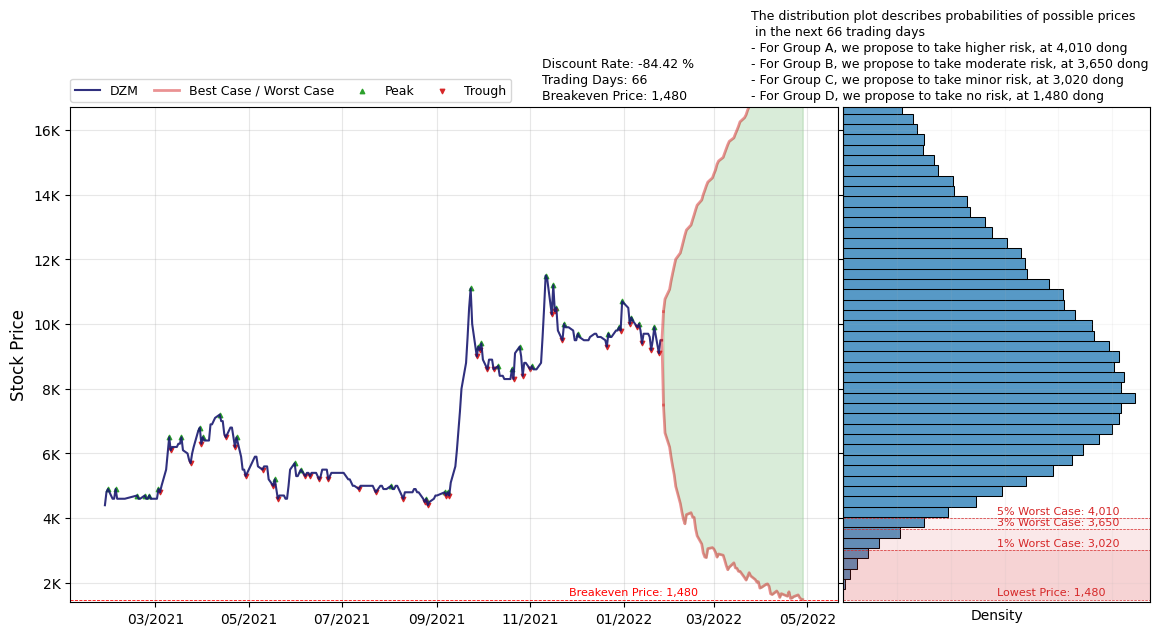 The distribution plot describes probabilities of possible prices
in the next 66 trading days
- For Group A, we propose to take higher risk, at 4,010 dong
- For Group B, we propose to take moderate risk, at 3,650 dong
- For Group C, we propose to take minor risk, at 3,020 dong
- For Group D, we propose to take no risk, at 1,480 dong
Discount Rate: -84.42 %
Trading Days: 66
Breakeven Price: 1,480
DZM
Best Case / Worst Case
Peak
Trough
Stock Price
16K
14K
12K
10K
8K
6K
4K
2K
Breakeven Price: 1,480
03/2021
05/2021
07/2021
09/2021
11/2021
01/2022
03/2022
05/2022
5% Worst Case: 4,010
3% Worst Case: 3,650
1% Worst Case: 3,020
Lowest Price: 1,480
Density